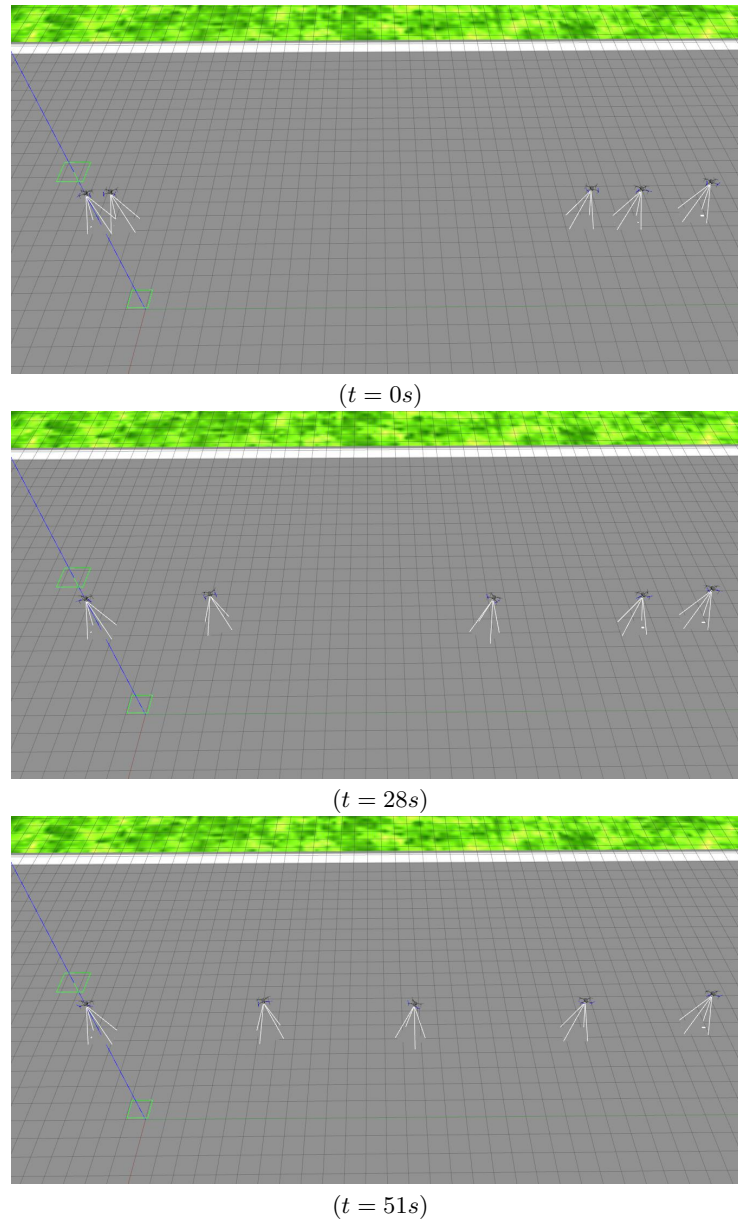 (t = 0s)
(t = 28s)
(t = 51s)